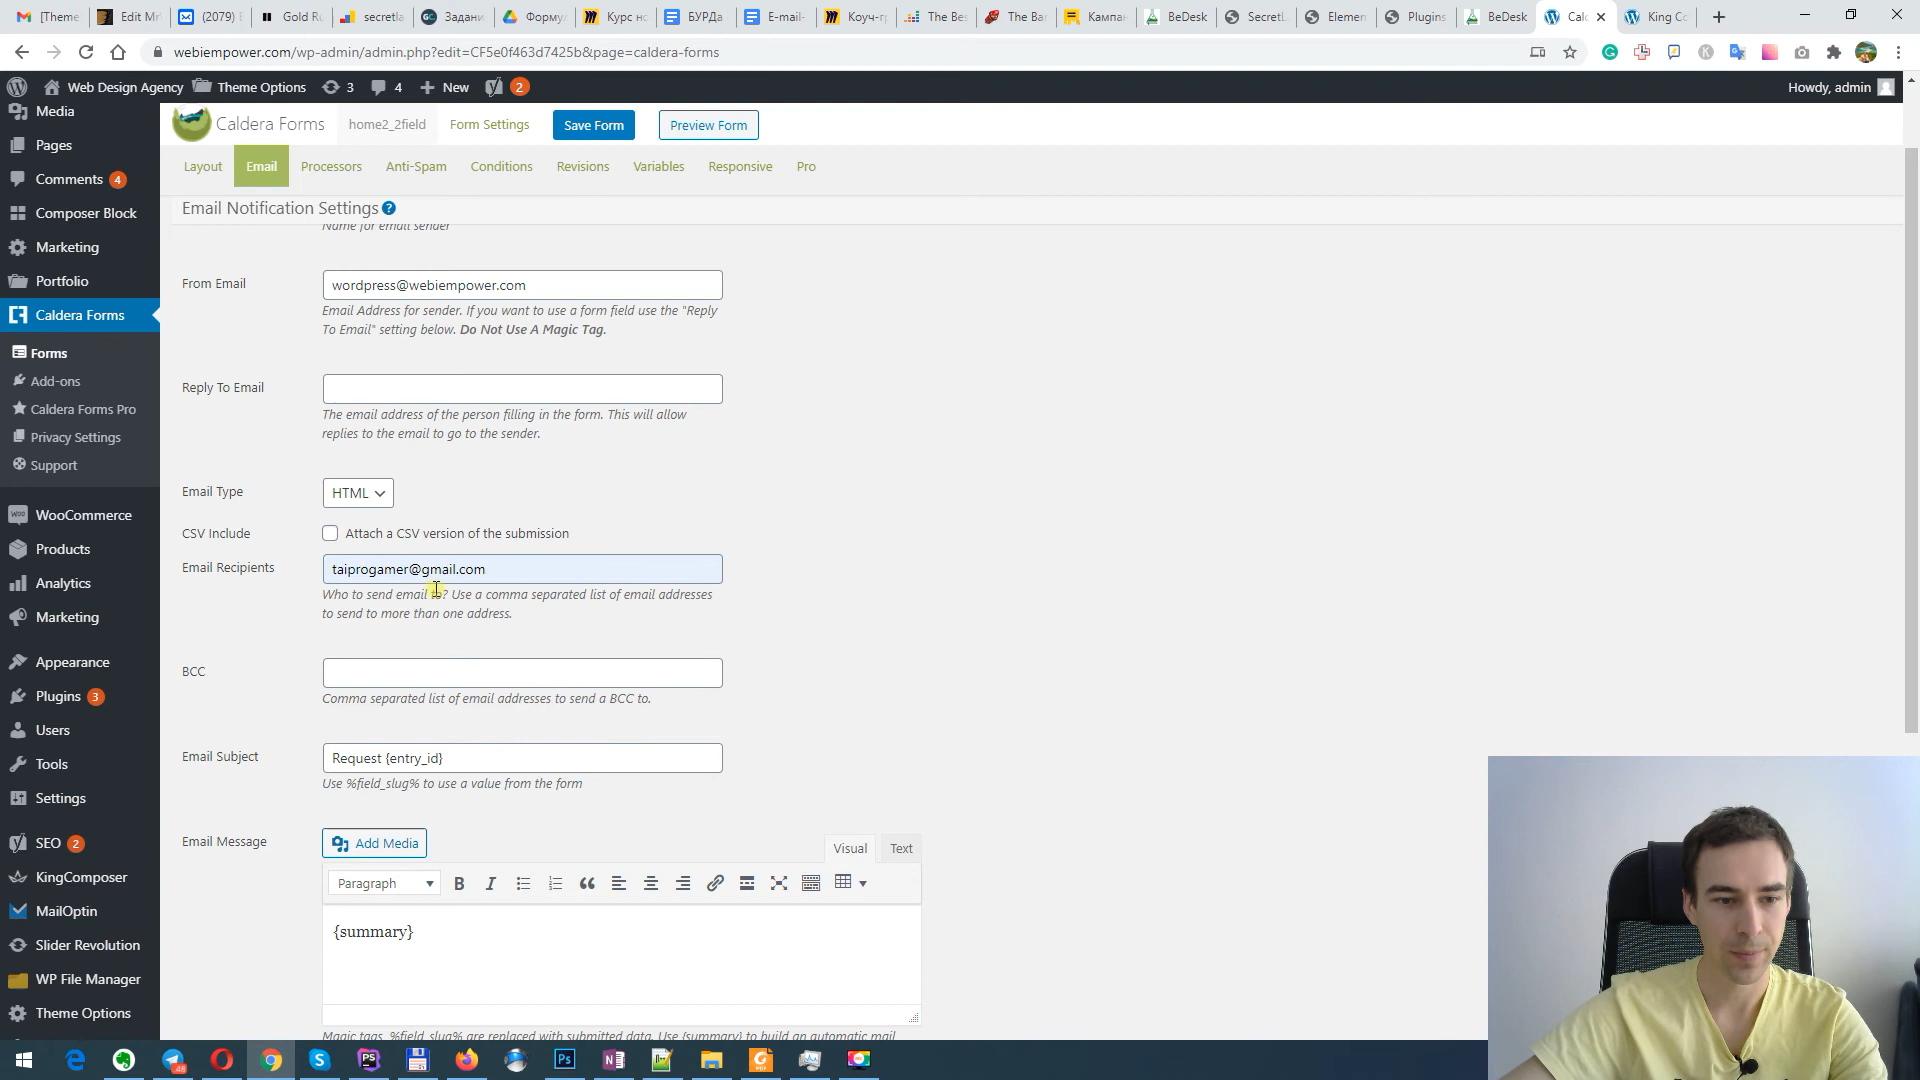 [Theme
Edit Mr
(2079)
Gold Ru
secretla
Задани
Форму
Курс но
БУРДа
E-mail-
Коуч-гр
The Bes
The Bar
Кампан
BeDesk
SecretL
Elemen
Plugins
BeDesk
Calc
King Co
webiempower.com/wp-admin/admin.php?edit=CF5e0f463d7425b&page=caldera-forms
Web Design Agency
Theme Options
3
4
New
2
Howdy, admin
Media
Pages
Comments 4
Composer Block
Marketing
Portfolio
Caldera Forms
Forms
Add-ons
Caldera Forms Pro
Privacy Settings
Support
WooCommerce
Products
Analytics
Marketing
Appearance
Plugins 3
Users
Tools
Settings
SEO 2
KingComposer
MailOptin
Slider Revolution
WP File Manager
Theme Options
Caldera Forms
home2_2field
Form Settings
Save Form
Preview Form
Layout
Email
Processors
Anti-Spam
Conditions
Revisions
Variables
Responsive
Pro
Email Notification Settings ?
Name for email sender
From Email
wordpress@webiempower.com
Email Address for sender. If you want to use a form field use the "Reply
To Email" setting below. Do Not Use A Magic Tag.
Reply To Email
The email address of the person filling in the form. This will allow
replies to the email to go to the sender.
Email Type
HTML
CSV Include
Attach a CSV version of the submission
Email Recipients
taiprogamer@gmail.com
Who to send email to? Use a comma separated list of email addresses
to send to more than one address.
BCC
Comma separated list of email addresses to send a BCC to.
Email Subject
Request {entry_id}
Use %field_slug% to use a value from the form
Email Message
Add Media
Visual
Text
Paragraph
B
I
{summary}
Magic tags, %field_slug% are replaced with submitted data. Use {summary} to build an automatic mail